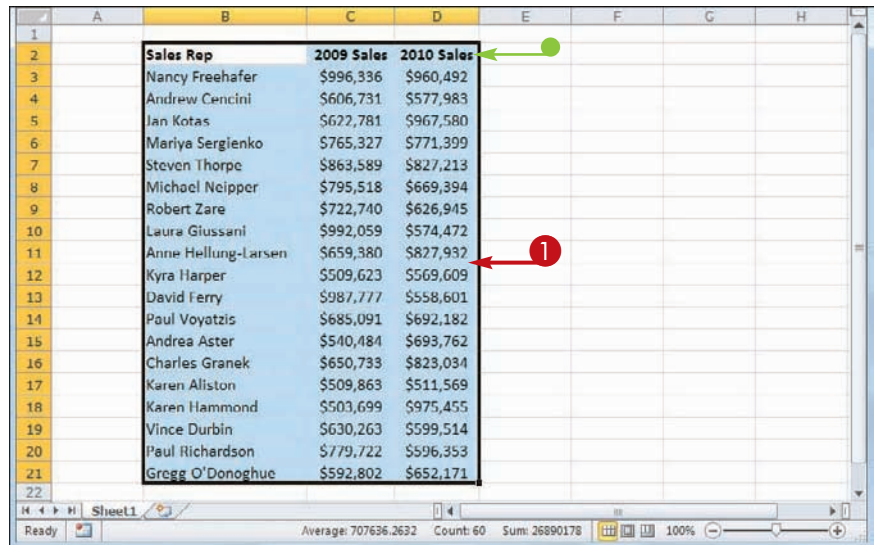 A B C D E F G H
1
2 Sales Rep 2009 Sales 2010 Sales
3 Nancy Freehafer $996,336 $960,492
4 Andrew Cencini $606,731 $577,983
5 Jan Kotas $622,781 $967,580
6 Mariya Sergienko $765,327 $771,399
7 Steven Thorpe $863,589 $827,213
8 Michael Neipper $795,518 $669,394
9 Robert Zare $722,740 $626,945
10 Laura Giussani $992,059 $574,472
11 Anne Hellung-Larsen $659,380 $827,932 1
12 Kyra Harper $509,623 $569,609
13 David Ferry $987,777 $558,601
14 Paul Voyatzis $685,091 $692,182
15 Andrea Aster $540,484 $693,762
16 Charles Granek $650,733 $823,034
17 Karen Aliston $509,863 $511,569
18 Karen Hammond $503,699 $975,455
19 Vince Durbin $630,263 $599,514
20 Paul Richardson $779,722 $596,353
21 Gregg O'Donoghue $592,802 $652,171
22
Sheet1
Ready Average: 707636.2632 Count: 60 Sum: 26890178 100%